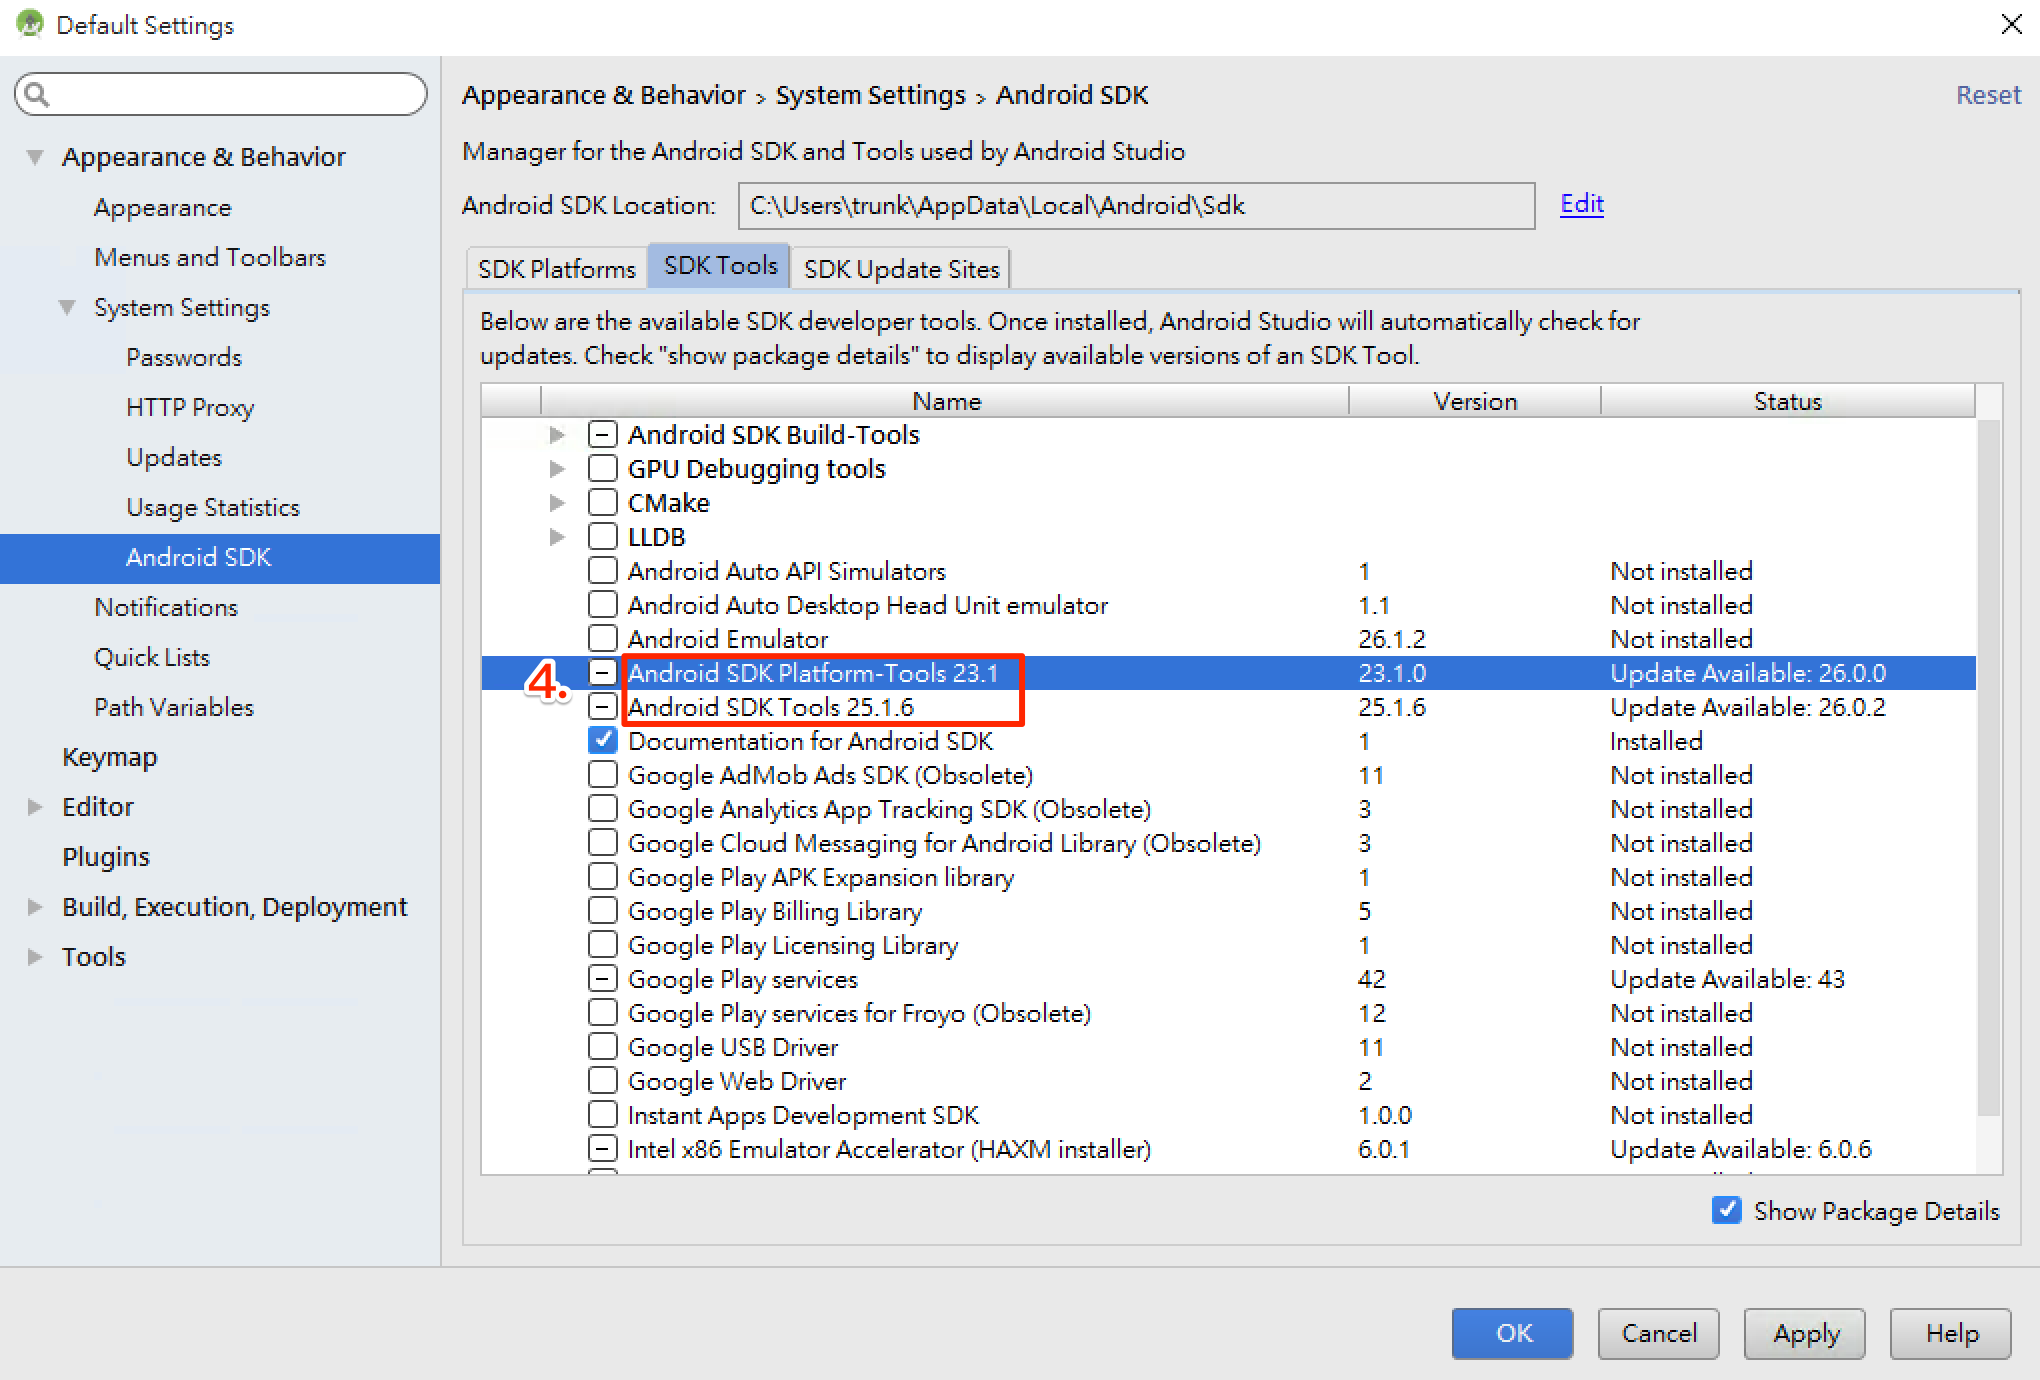 Default Settings
Appearance & Behavior
Appearance
Menus and Toolbars
System Settings
Passwords
HTTP Proxy
Updates
Usage Statistics
Android SDK
Notifications
Quick Lists
Path Variables
Keymap
Editor
Plugins
Build, Execution, Deployment
Tools
Appearance & Behavior › System Settings › Android SDK
Reset
Manager for the Android SDK and Tools used by Android Studio
Android SDK Location: C:\Users\trunk\AppData\Local\Android\Sdk Edit
SDK Platforms SDK Tools SDK Update Sites
Below are the available SDK developer tools. Once installed, Android Studio will automatically check for
updates. Check "show package details" to display available versions of an SDK Tool.
Name Version Status
Android SDK Build-Tools
GPU Debugging tools
CMake
LLDB
Android Auto API Simulators 1 Not installed
Android Auto Desktop Head Unit emulator 1.1 Not installed
Android Emulator 26.1.2 Not installed
4. Android SDK Platform-Tools 23.1 23.1.0 Update Available: 26.0.0
Android SDK Tools 25.1.6 25.1.6 Update Available: 26.0.2
Documentation for Android SDK 1 Installed
Google AdMob Ads SDK (Obsolete) 11 Not installed
Google Analytics App Tracking SDK (Obsolete) 3 Not installed
Google Cloud Messaging for Android Library (Obsolete) 3 Not installed
Google Play APK Expansion library 1 Not installed
Google Play Billing Library 5 Not installed
Google Play Licensing Library 1 Not installed
Google Play services 42 Update Available: 43
Google Play services for Froyo (Obsolete) 12 Not installed
Google USB Driver 11 Not installed
Google Web Driver 2 Not installed
Instant Apps Development SDK 1.0.0 Not installed
Intel x86 Emulator Accelerator (HAXM installer) 6.0.1 Update Available: 6.0.6
Show Package Details
OK Cancel Apply Help